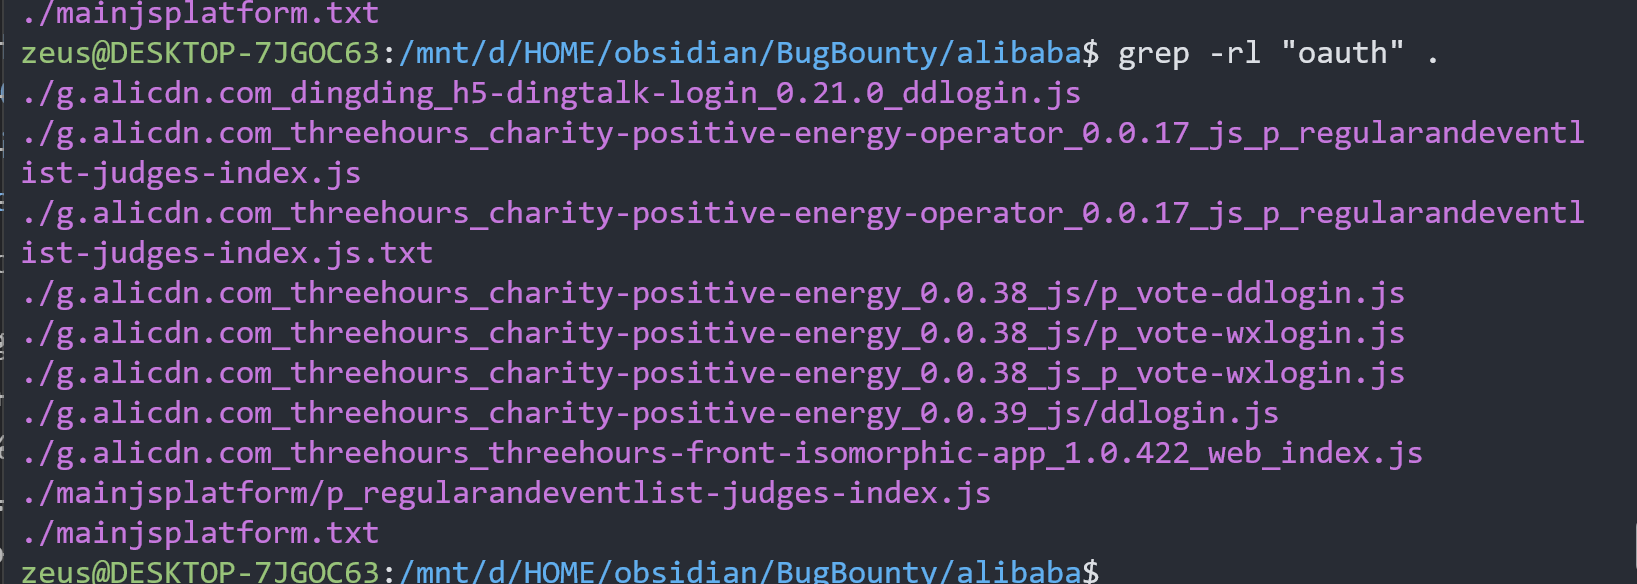 ./mainjsplatform.txt
zeus@DESKTOP-7JGOC63:/mnt/d/HOME/obsidian/BugBounty/alibaba$ grep -rl "oauth" .
./g.alicdn.com_dingding_h5-dingtalk-login_0.21.0_ddlogin.js
./g.alicdn.com_threehours_charity-positive-energy-operator_0.0.17_js_p_regularandeventl
ist-judges-index.js
./g.alicdn.com_threehours_charity-positive-energy-operator_0.0.17_js_p_regularandeventl
ist-judges-index.js.txt
./g.alicdn.com_threehours_charity-positive-energy_0.0.38_js/p_vote-ddlogin.js
./g.alicdn.com_threehours_charity-positive-energy_0.0.38_js/p_vote-wxlogin.js
./g.alicdn.com_threehours_charity-positive-energy_0.0.38_js_p_vote-wxlogin.js
./g.alicdn.com_threehours_charity-positive-energy_0.0.39_js/ddlogin.js
./g.alicdn.com_threehours_threehours-front-isomorphic-app_1.0.422_web_index.js
./mainjsplatform/p_regularandeventlist-judges-index.js
./mainjsplatform.txt
zeus@DESKTOP-7JGOC63:/mnt/d/HOME/obsidian/BugBounty/alibaba$